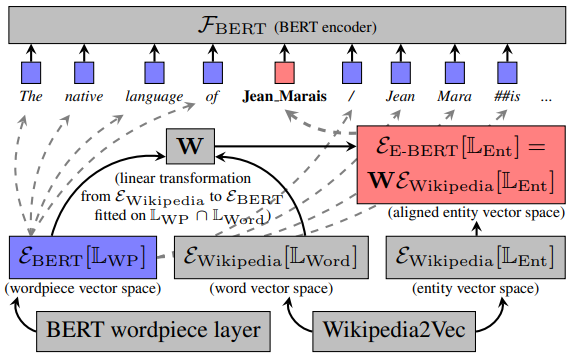 𝓕BERT (BERT encoder)
The native language of Jean_Marais / Jean Mara ##is ...
W
(linear transformation
from ℰWikipedia to ℰBERT
fitted on 𝕃WP ∩ 𝕃Word)
ℰE-BERT[𝕃Ent] =
WℰWikipedia[𝕃Ent]
(aligned entity vector space)
ℰBERT[𝕃WP]
(wordpiece vector space)
ℰWikipedia[𝕃Word]
(word vector space)
ℰWikipedia[𝕃Ent]
(entity vector space)
BERT wordpiece layer
Wikipedia2Vec